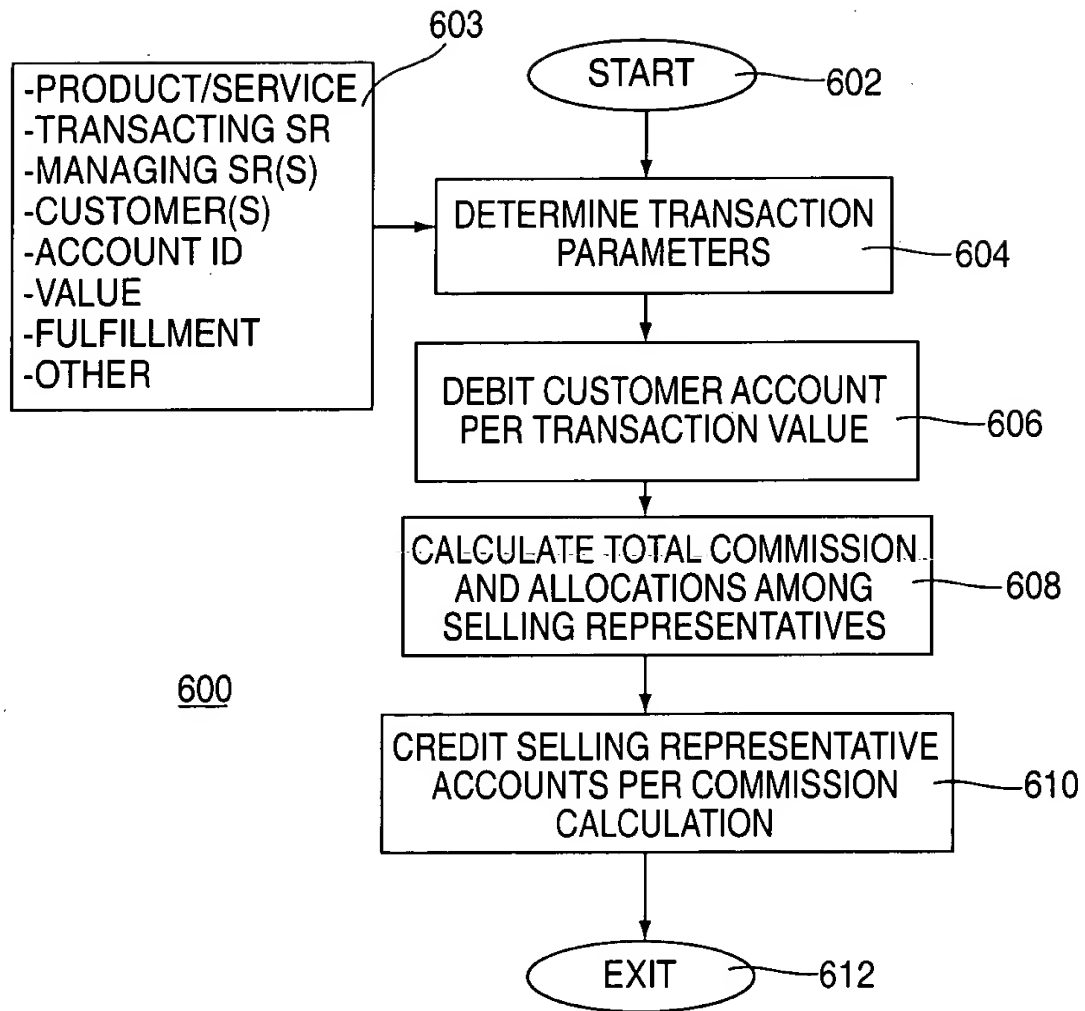 603
-PRODUCT/SERVICE
-TRANSACTING SR
-MANAGING SR(S)
-CUSTOMER(S)
-ACCOUNT ID
-VALUE
-FULFILLMENT
-OTHER
START
602
DETERMINE TRANSACTION
PARAMETERS
604
DEBIT CUSTOMER ACCOUNT
PER TRANSACTION VALUE
606
CALCULATE TOTAL COMMISSION
AND ALLOCATIONS AMONG
SELLING REPRESENTATIVES
608
600
CREDIT SELLING REPRESENTATIVE
ACCOUNTS PER COMMISSION
CALCULATION
610
EXIT
612